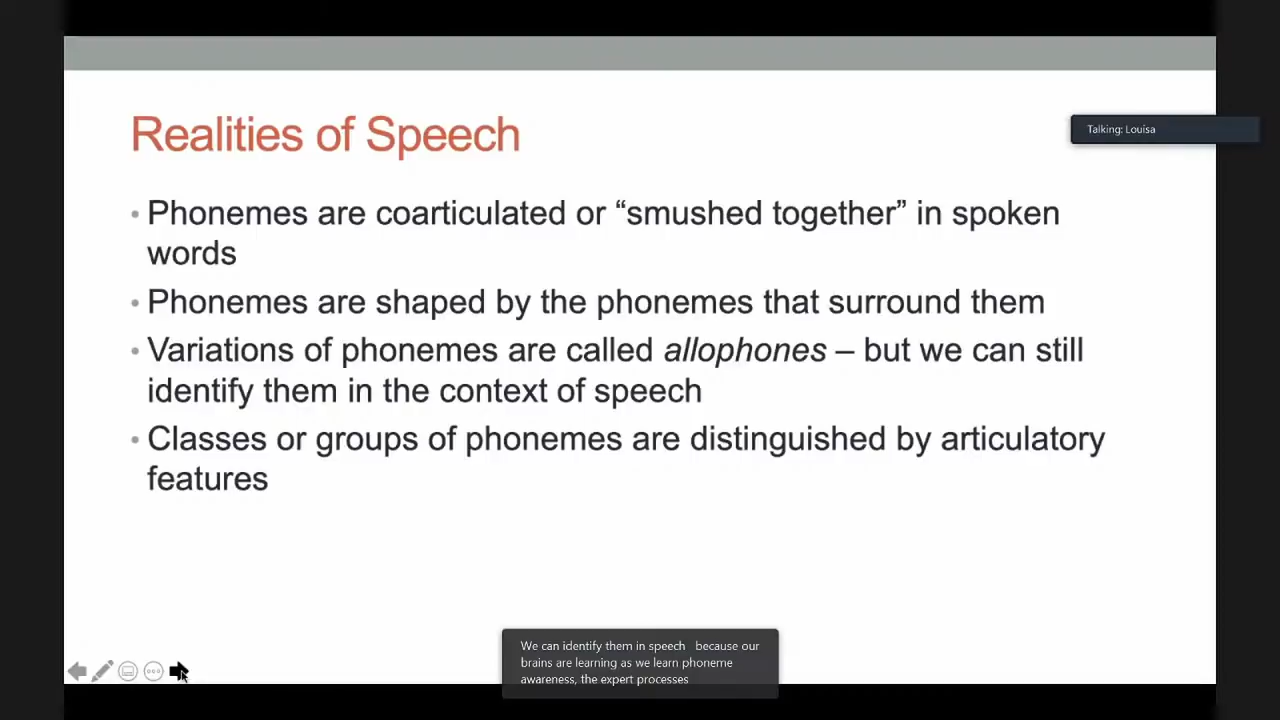 Realities of Speech
Talking: Louisa
• Phonemes are coarticulated or “smushed together” in spoken
words
• Phonemes are shaped by the phonemes that surround them
• Variations of phonemes are called allophones – but we can still
identify them in the context of speech
• Classes or groups of phonemes are distinguished by articulatory
features
We can identify them in speech because our
brains are learning as we learn phoneme
awareness, the expert processes